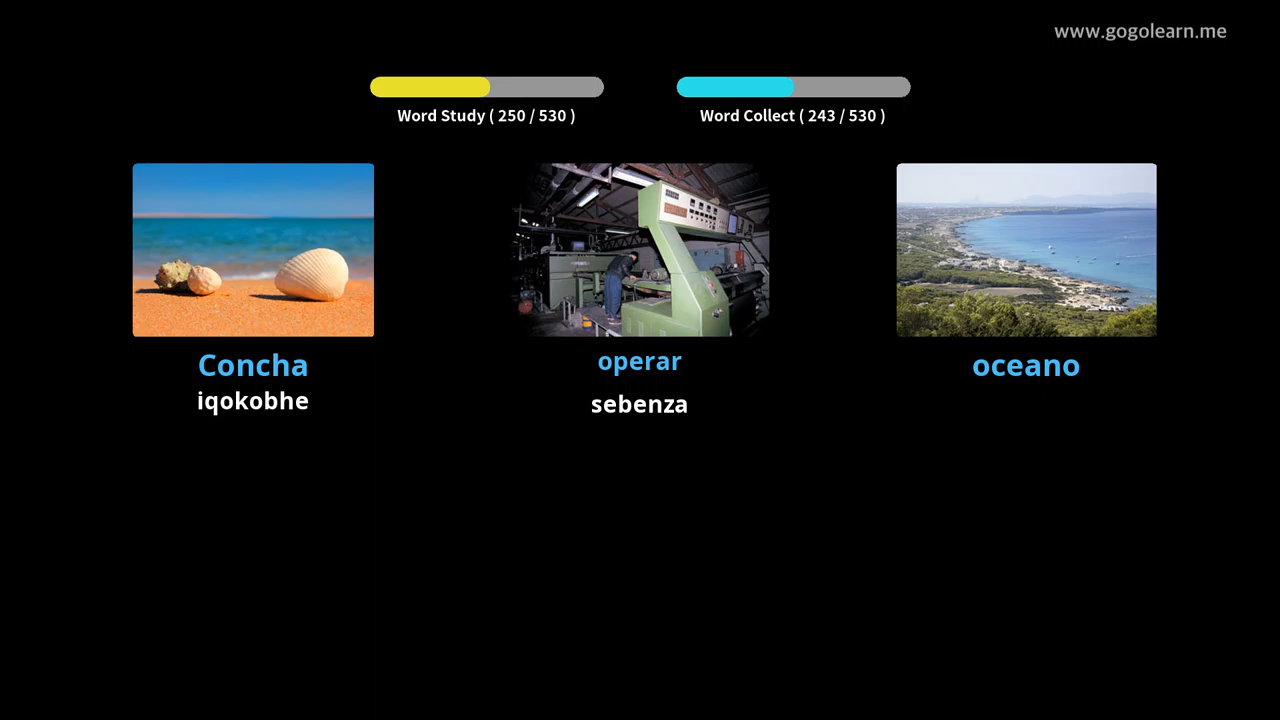 www.gogolearn.me
Word Study ( 250 / 530 )
Word Collect ( 243 / 530 )
Concha
iqokobhe
operar
sebenza
oceano